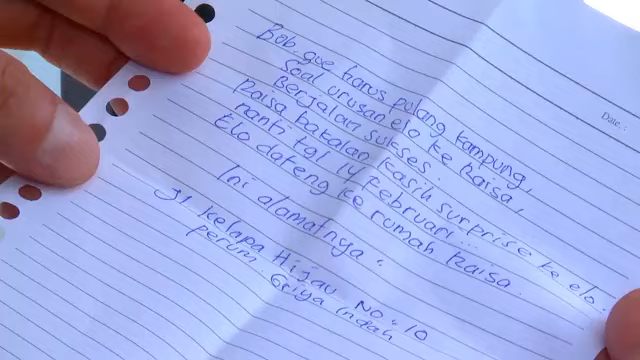 Date :
Bob gue harus pulang kampung,
Soal urusan elo ke Raisa,
Berjalan sukses.
Raisa bakalan kasih surprise ke elo.
nanti tgl 14 Februari...
Elo dateng ke rumah Raisa.
Ini alamatnya :
Jl Kelapa Hijau No : 10
perum. Griya Indah